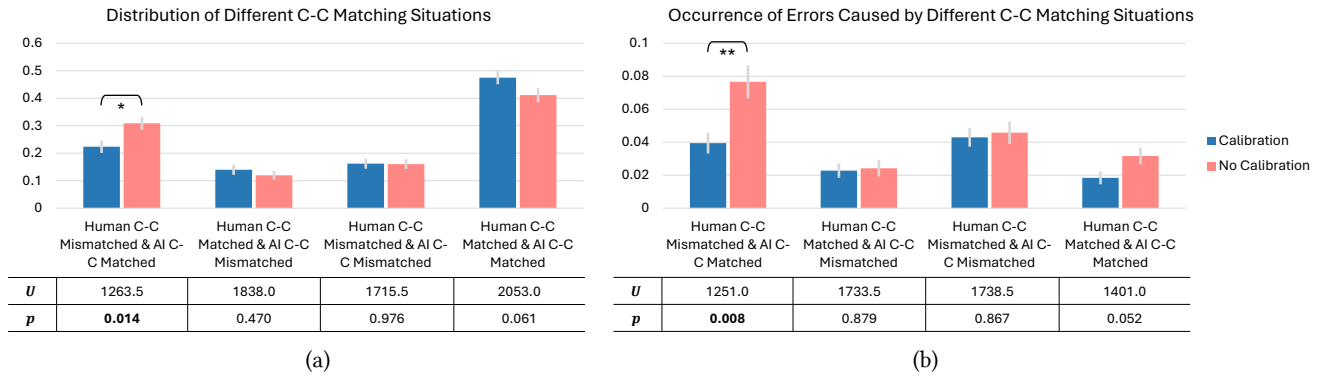 Distribution of Different C-C Matching Situations
0.6
0.5
0.4
0.3
0.2
0.1
0
*
Human C-C
Mismatched & AI C-
C Matched
Human C-C
Matched & AI C-C
Mismatched
Human C-C
Mismatched & AI C-
C Mismatched
Human C-C
Matched & AI C-C
Matched
U 1263.5 1838.0 1715.5 2053.0
p 0.014 0.470 0.976 0.061
(a)
Occurrence of Errors Caused by Different C-C Matching Situations
0.1
0.08
0.06
0.04
0.02
0
**
Human C-C
Mismatched & AI C-
C Matched
Human C-C
Matched & AI C-C
Mismatched
Human C-C
Mismatched & AI C-
C Mismatched
Human C-C
Matched & AI C-C
Matched
U 1251.0 1733.5 1738.5 1401.0
p 0.008 0.879 0.867 0.052
(b)
Calibration
No Calibration